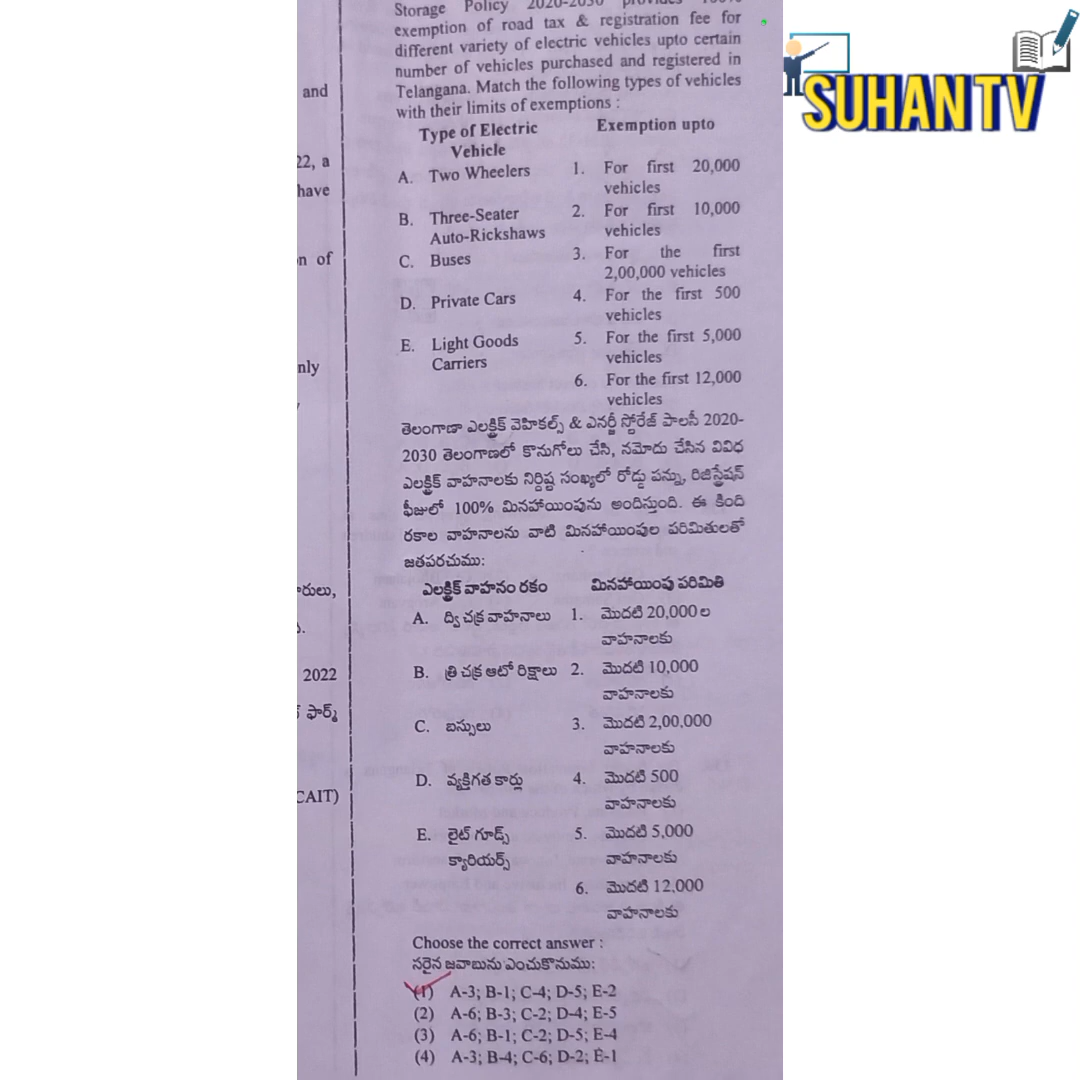 SUHANTV
and
22, a
have
n of
nly
రులు,
2022
ఫార్మ్
CAIT)
Storage Policy 2020-2030 provides 100%
exemption of road tax & registration fee for
different variety of electric vehicles upto certain
number of vehicles purchased and registered in
Telangana. Match the following types of vehicles
with their limits of exemptions :
Type of Electric Exemption upto
Vehicle
A. Two Wheelers 1. For first 20,000
vehicles
B. Three-Seater 2. For first 10,000
Auto-Rickshaws vehicles
C. Buses 3. For the first
2,00,000 vehicles
D. Private Cars 4. For the first 500
vehicles
E. Light Goods 5. For the first 5,000
Carriers vehicles
6. For the first 12,000
vehicles
తెలంగాణా ఎలక్ట్రిక్ వెహికల్స్ & ఎనర్జీ స్టోరేజ్ పాలసీ 2020-
2030 తెలంగాణలో కొనుగోలు చేసి, నమోదు చేసిన వివిధ
ఎలక్ట్రిక్ వాహనాలకు నిర్దిష్ట సంఖ్యలో రోడ్డు పన్ను, రిజిస్ట్రేషన్
ఫీజులో 100% మినహాయింపును అందిస్తుంది. ఈ కింది
రకాల వాహనాలను వాటి మినహాయింపుల పరిమితులతో
జతపరచుము:
ఎలక్ట్రిక్ వాహనం రకం మినహాయింపు పరిమితి
A. ద్వి చక్ర వాహనాలు 1. మొదటి 20,000 ల
వాహనాలకు
B. త్రి చక్ర ఆటో రిక్షాలు 2. మొదటి 10,000
వాహనాలకు
C. బస్సులు 3. మొదటి 2,00,000
వాహనాలకు
D. వ్యక్తిగత కార్లు 4. మొదటి 500
వాహనాలకు
E. లైట్ గూడ్స్ 5. మొదటి 5,000
క్యారియర్స్ వాహనాలకు
6. మొదటి 12,000
వాహనాలకు
Choose the correct answer :
సరైన జవాబును ఎంచుకొనుము:
(1) A-3; B-1; C-4; D-5; E-2
(2) A-6; B-3; C-2; D-4; E-5
(3) A-6; B-1; C-2; D-5; E-4
(4) A-3; B-4; C-6; D-2; E-1